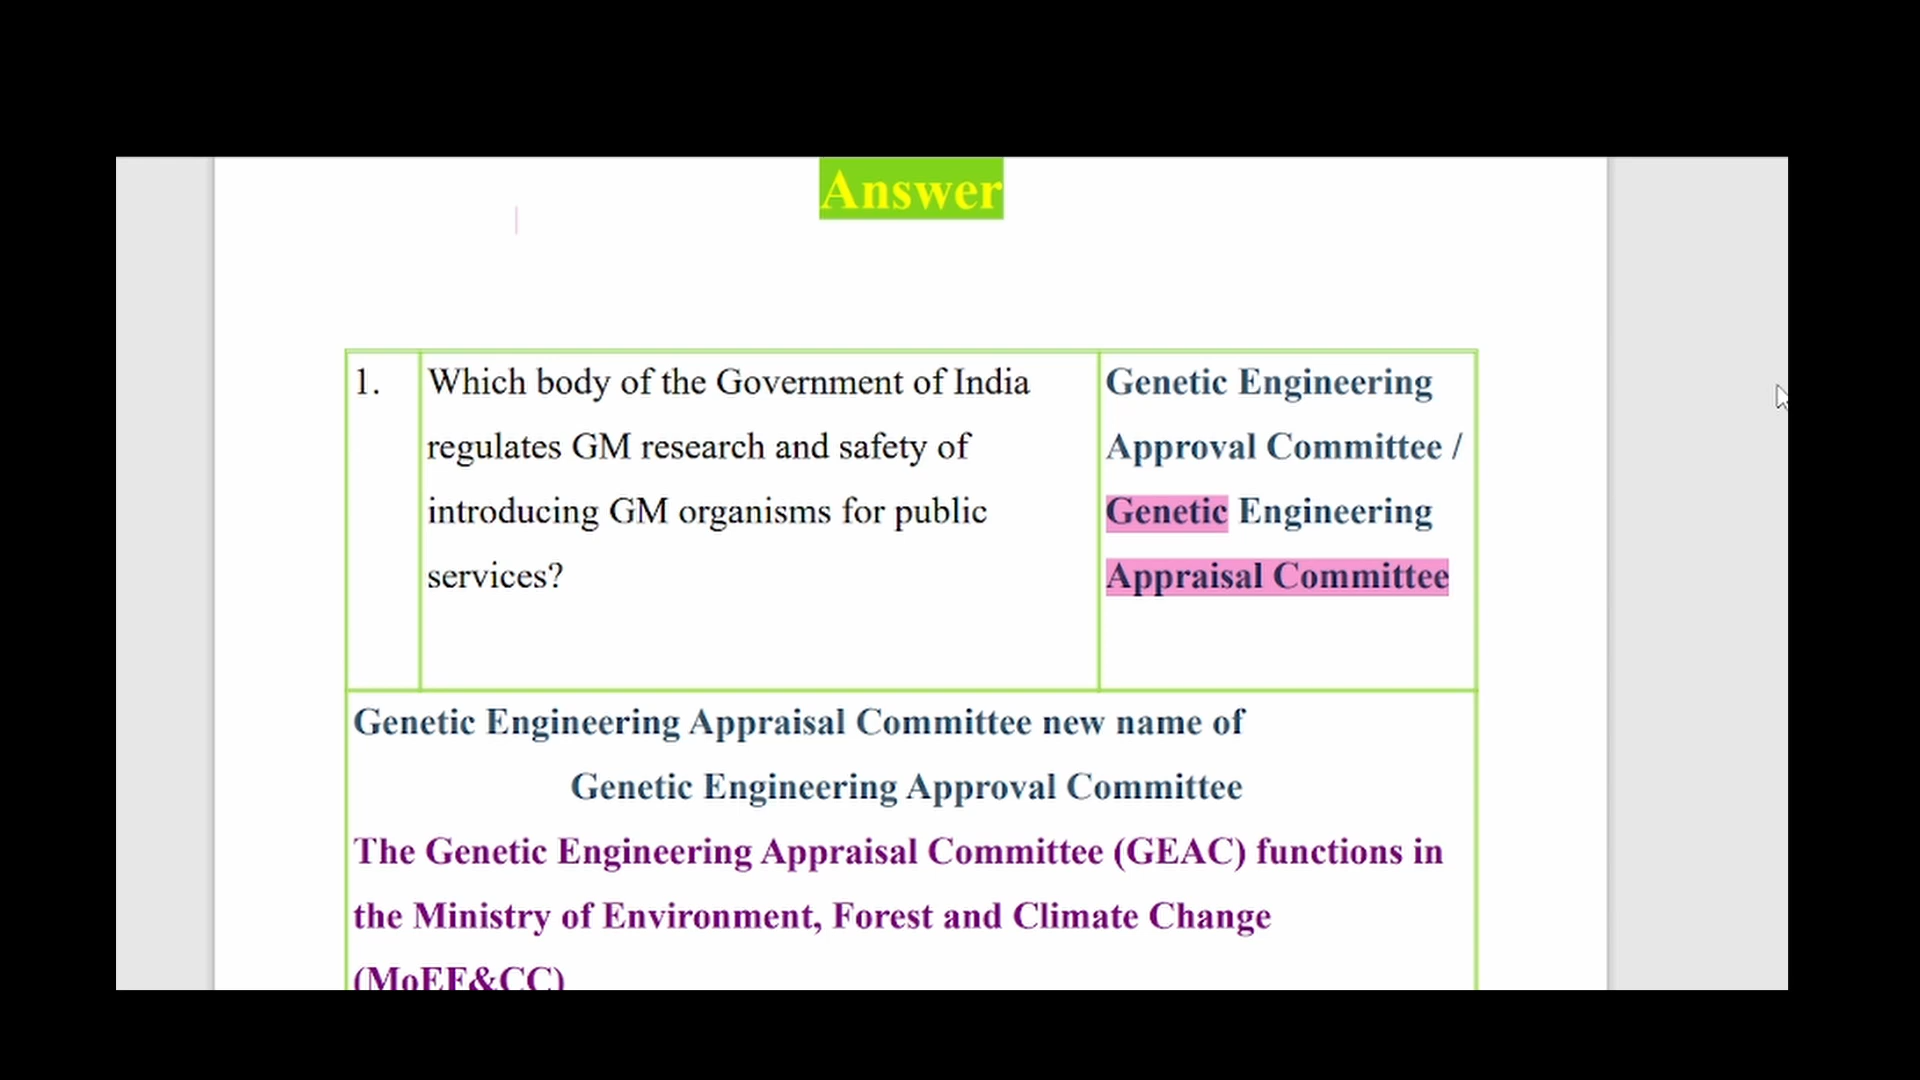 Answer
1.
Which body of the Government of India
regulates GM research and safety of
introducing GM organisms for public
services?
Genetic Engineering
Approval Committee /
Genetic Engineering
Appraisal Committee
Genetic Engineering Appraisal Committee new name of
Genetic Engineering Approval Committee
The Genetic Engineering Appraisal Committee (GEAC) functions in
the Ministry of Environment, Forest and Climate Change
(MoEF&CC)